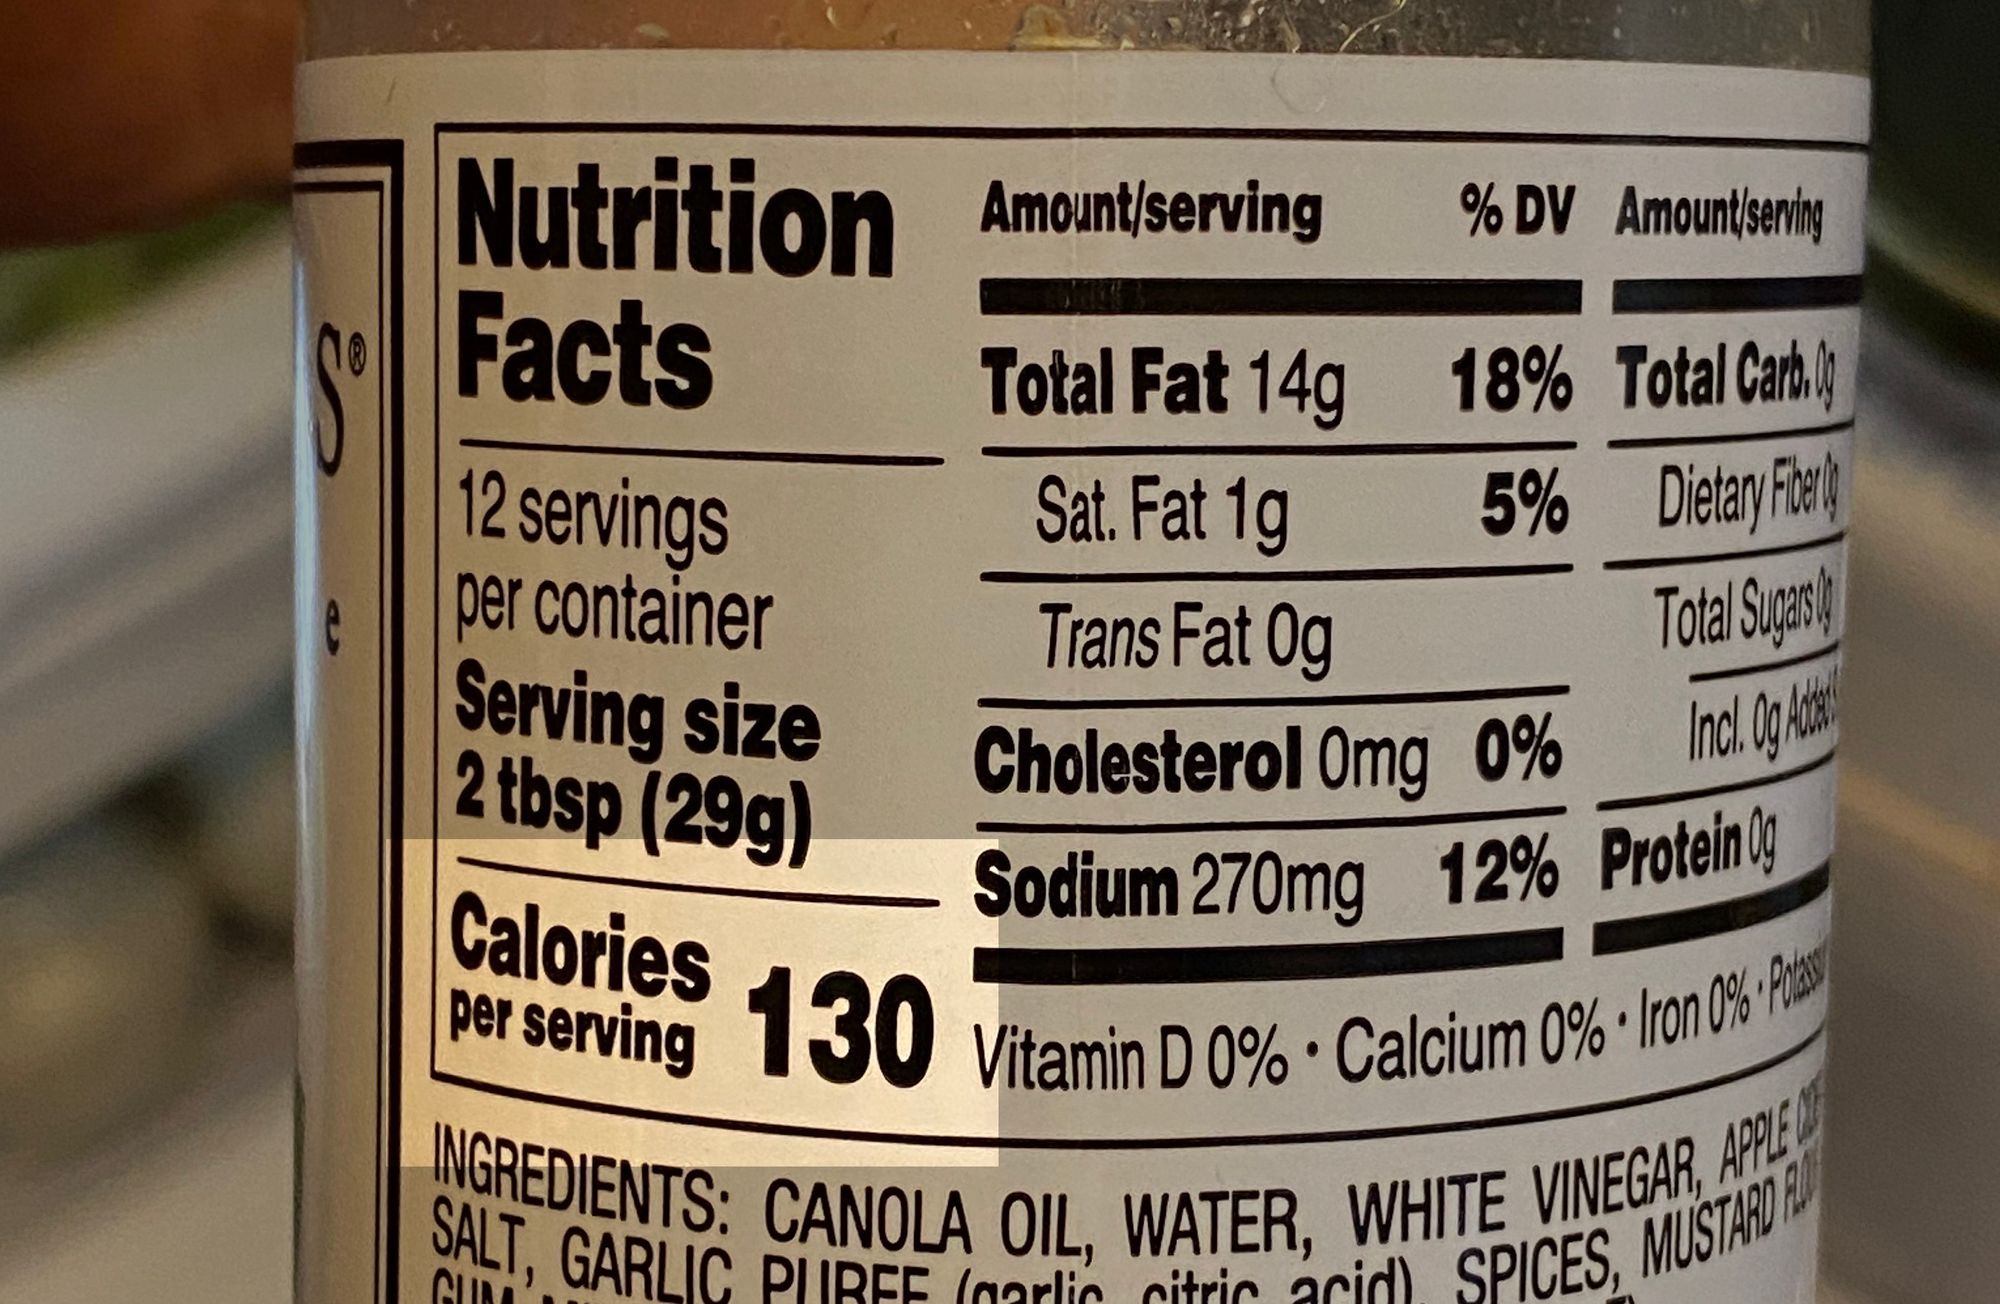 S®
e
Nutrition
Facts
12 servings
per container
Serving size
2 tbsp (29g)
Calories
per serving 130
Amount/serving % DV
Total Fat 14g 18%
Sat. Fat 1g 5%
Trans Fat 0g
Cholesterol 0mg 0%
Sodium 270mg 12%
Amount/serving
Total Carb. 0g
Dietary Fiber 0g
Total Sugars 0g
Incl. 0g Added
Protein 0g
Vitamin D 0% · Calcium 0% · Iron 0% ·
INGREDIENTS: CANOLA OIL, WATER, WHITE VINEGAR, APPLE
SALT, GARLIC PUREE (garlic, citric acid), SPICES, MUSTARD
GUM